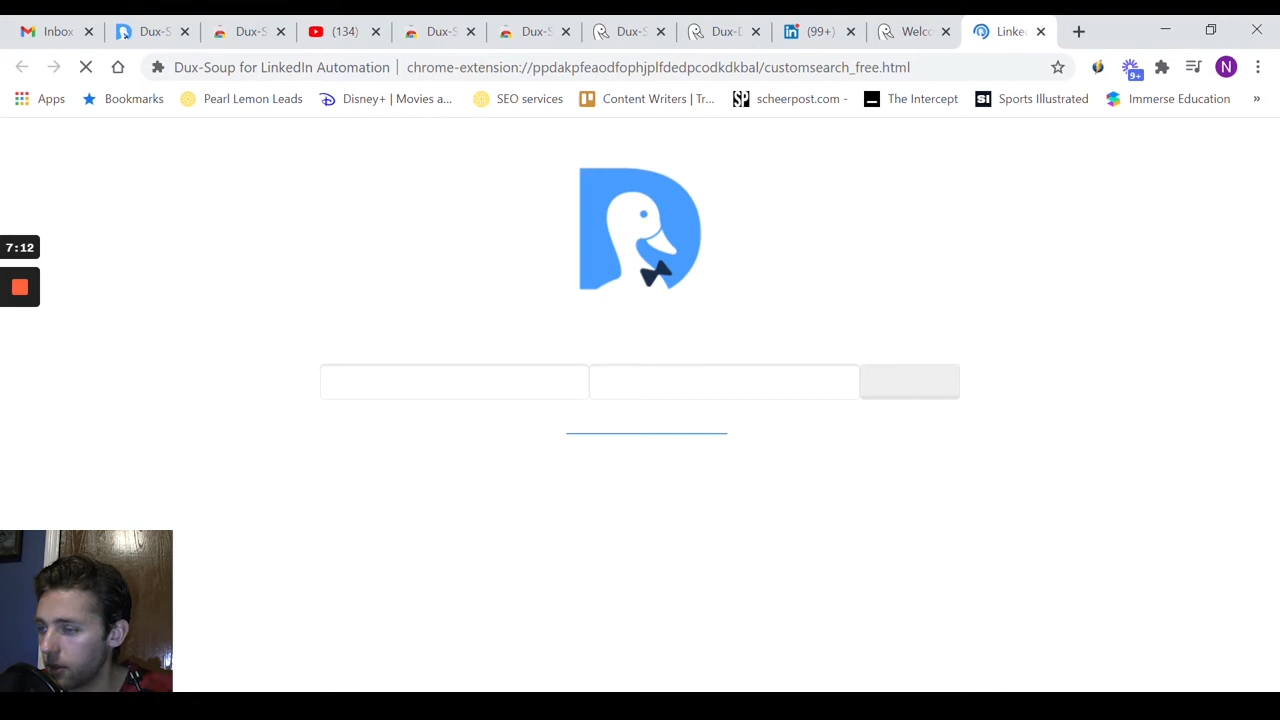 Inbox
Dux-S
Dux-S
(134)
Dux-S
Dux-S
Dux-S
Dux-D
(99+)
Welco
Linke
Dux-Soup for LinkedIn Automation | chrome-extension://ppdakpfeaodfophjplfdedpcodkdkbal/customsearch_free.html
9+
N
Apps
Bookmarks
Pearl Lemon Leads
Disney+ | Movies a...
SEO services
Content Writers | Tr...
scheerpost.com -
The Intercept
Sports Illustrated
Immerse Education
»
7:12